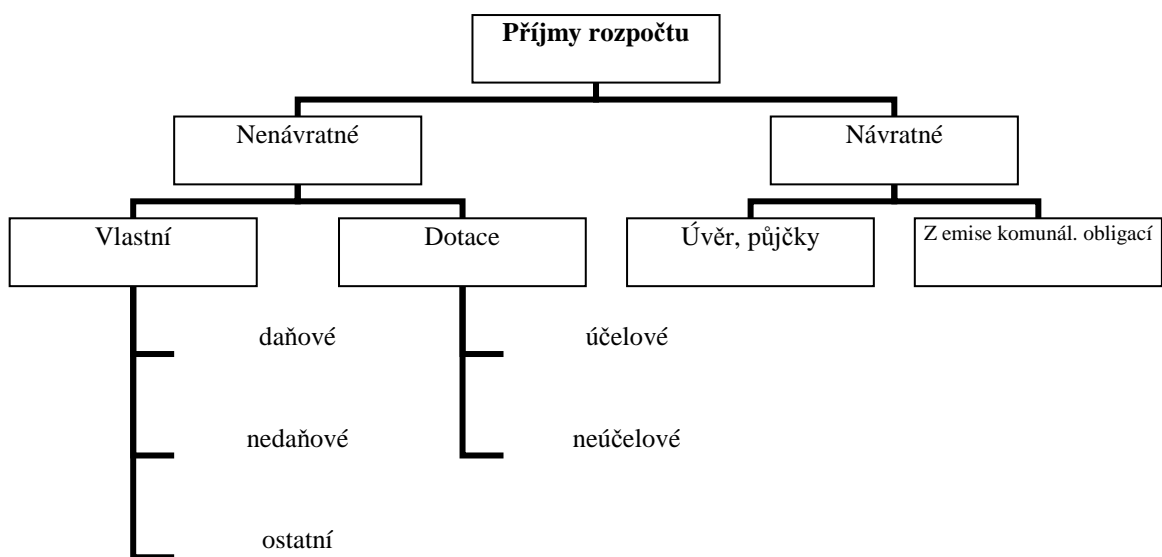 Příjmy rozpočtu
Nenávratné
Návratné
Vlastní
Dotace
Úvěr, půjčky
Z emise komunál. obligací
daňové
účelové
nedaňové
neúčelové
ostatní